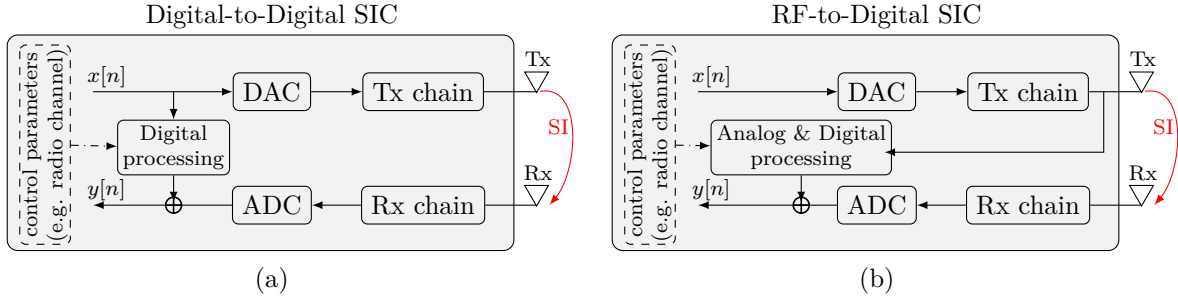 Digital-to-Digital SIC
control parameters
(e.g. radio channel)
x[n]
DAC
Tx chain
Tx
SI
Digital
processing
y[n]
ADC
Rx chain
Rx
(a)
RF-to-Digital SIC
control parameters
(e.g. radio channel)
x[n]
DAC
Tx chain
Tx
SI
Analog & Digital
processing
y[n]
ADC
Rx chain
Rx
(b)